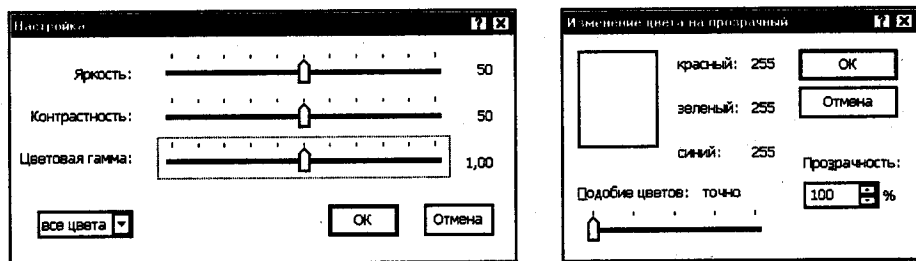 Настройка
Яркость: 50
Контрастность: 50
Цветовая гамма: 1,00
все цвета
ОК
Отмена
Изменение цвета на прозрачный
красный: 255
ОК
зеленый: 255
Отмена
синий: 255
Прозрачность:
100 %
Подобие цветов: точно